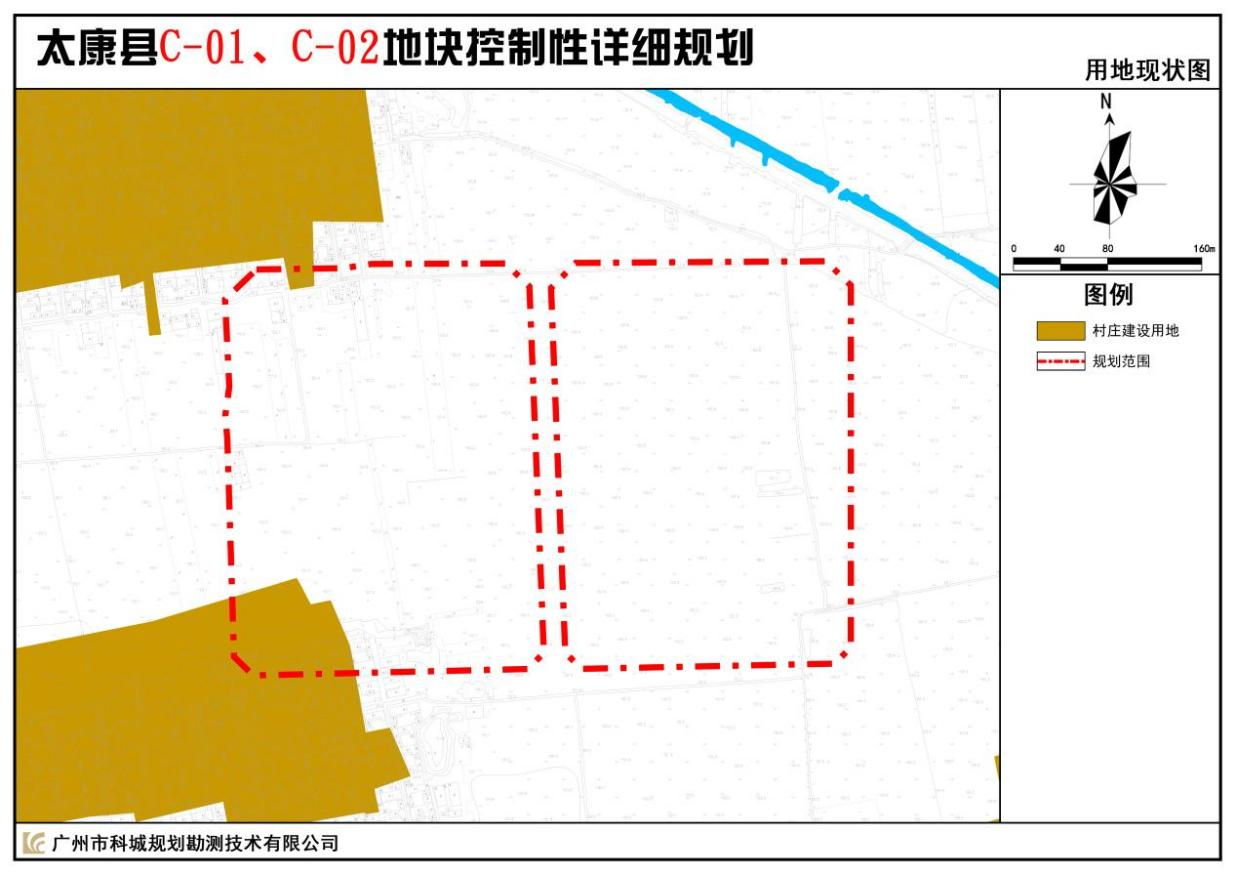 太康县C-01、C-02地块控制性详细规划
用地现状图
N
0 40 80 160m
图例
村庄建设用地
规划范围
广州市科城规划勘测技术有限公司